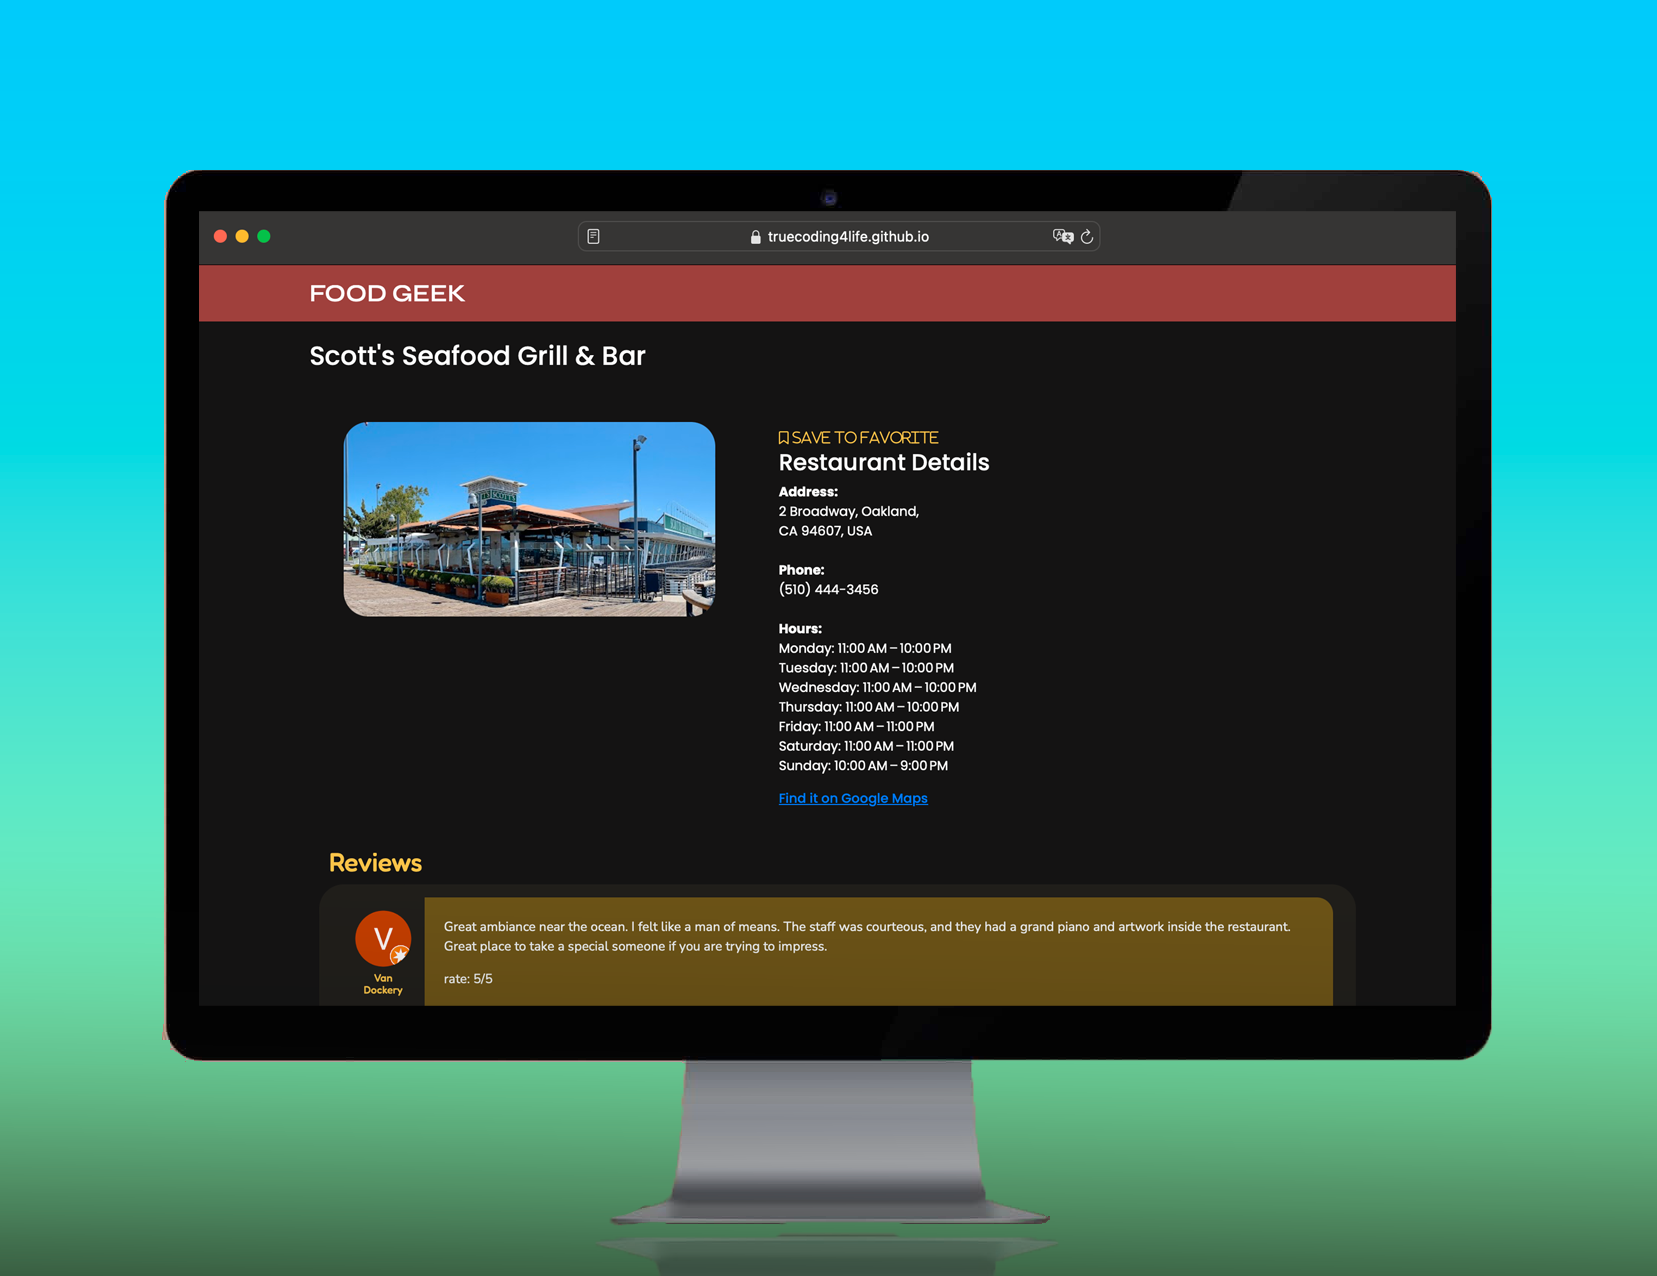 truecoding4life.github.io
FOOD GEEK
Scott's Seafood Grill & Bar
SCOTT'S
SAVE TO FAVORITE
Restaurant Details
Address:
2 Broadway, Oakland,
CA 94607, USA
Phone:
(510) 444-3456
Hours:
Monday: 11:00 AM – 10:00 PM
Tuesday: 11:00 AM – 10:00 PM
Wednesday: 11:00 AM – 10:00 PM
Thursday: 11:00 AM – 10:00 PM
Friday: 11:00 AM – 11:00 PM
Saturday: 11:00 AM – 11:00 PM
Sunday: 10:00 AM – 9:00 PM
Find it on Google Maps
Reviews
V
Van
Dockery
Great ambiance near the ocean. I felt like a man of means. The staff was courteous, and they had a grand piano and artwork inside the restaurant.
Great place to take a special someone if you are trying to impress.
rate: 5/5